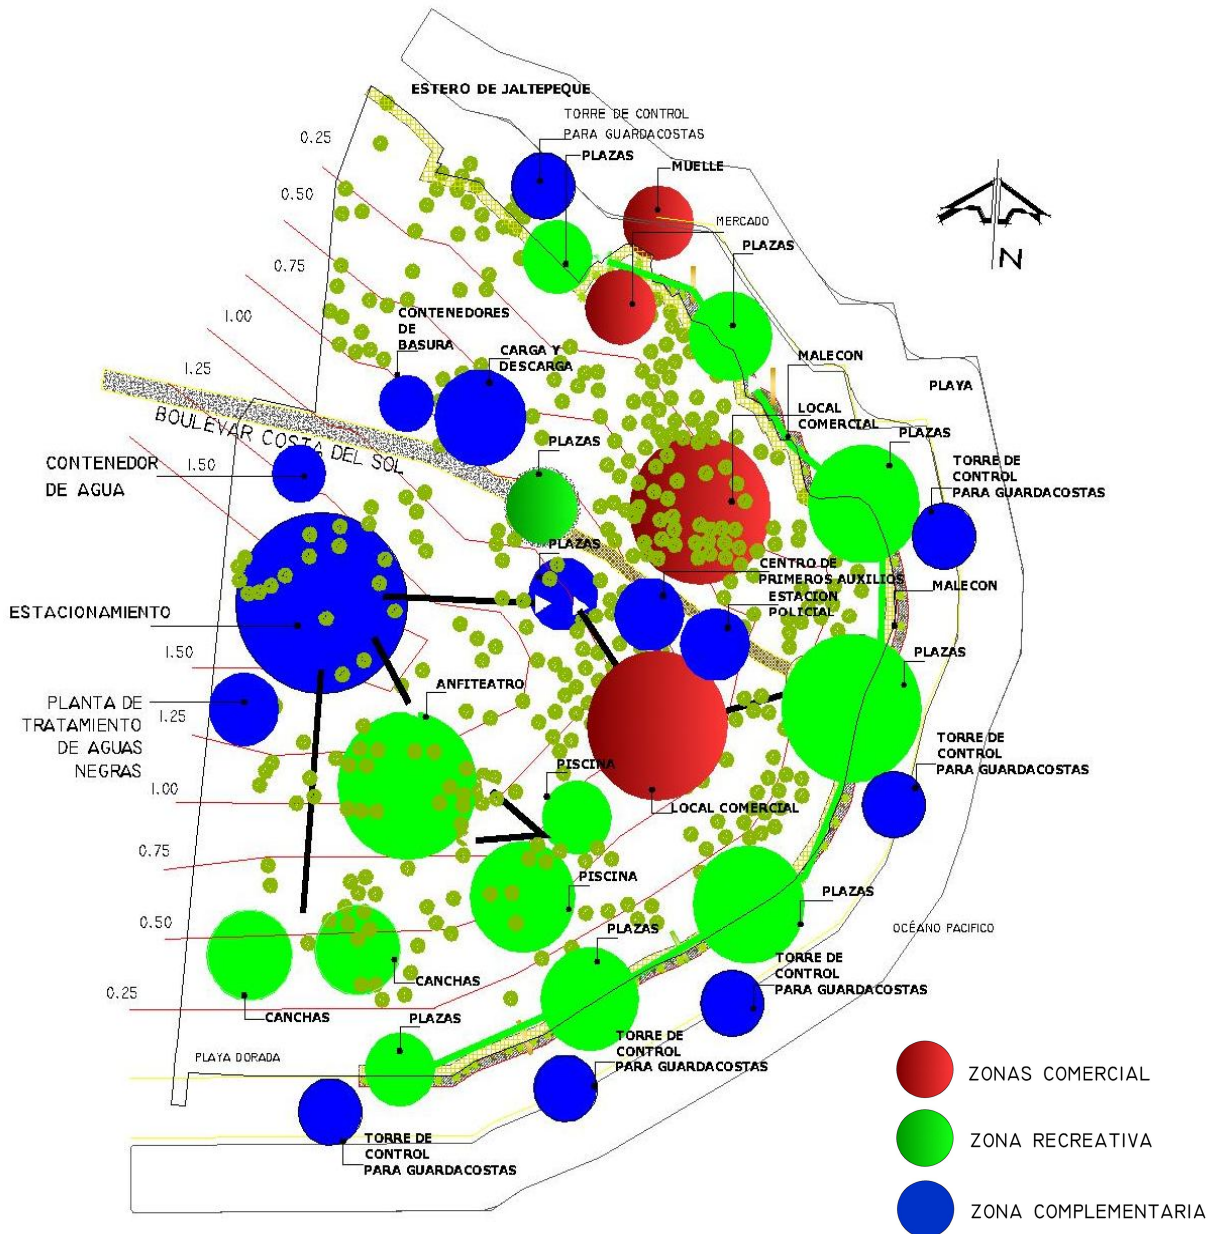 ESTERO DE JALTEPEQUE
TORRE DE CONTROL
PARA GUARDACOSTAS
PLAZAS
MUELLE
MERCADO
PLAZAS
0.25
0.50
0.75
1.00
1.25
CONTENEDORES
DE
BASURA
CARGA Y
DESCARGA
MALECON
PLAYA
LOCAL
COMERCIAL
PLAZAS
BOULEVAR COSTA DEL SOL
PLAZAS
CONTENEDOR
DE AGUA
1.50
TORRE DE
CONTROL
PARA GUARDACOSTAS
PLAZAS
CENTRO DE
PRIMEROS AUXILIOS
ESTACION
POLICIAL
MALECON
ESTACIONAMIENTO
1.50
PLAZAS
ANFITEATRO
PLANTA DE
TRATAMIENTO
DE AGUAS
NEGRAS
1.25
TORRE DE
CONTROL
PARA GUARDACOSTAS
PISCINA
1.00
LOCAL COMERCIAL
0.75
PISCINA
PLAZAS
0.50
PLAZAS
OCÉANO PACIFICO
TORRE DE
CONTROL
PARA GUARDACOSTAS
CANCHAS
0.25
CANCHAS
PLAZAS
TORRE DE
CONTROL
PARA GUARDACOSTAS
PLAYA DORADA
TORRE DE
CONTROL
PARA GUARDACOSTAS
N
ZONAS COMERCIAL
ZONA RECREATIVA
ZONA COMPLEMENTARIA